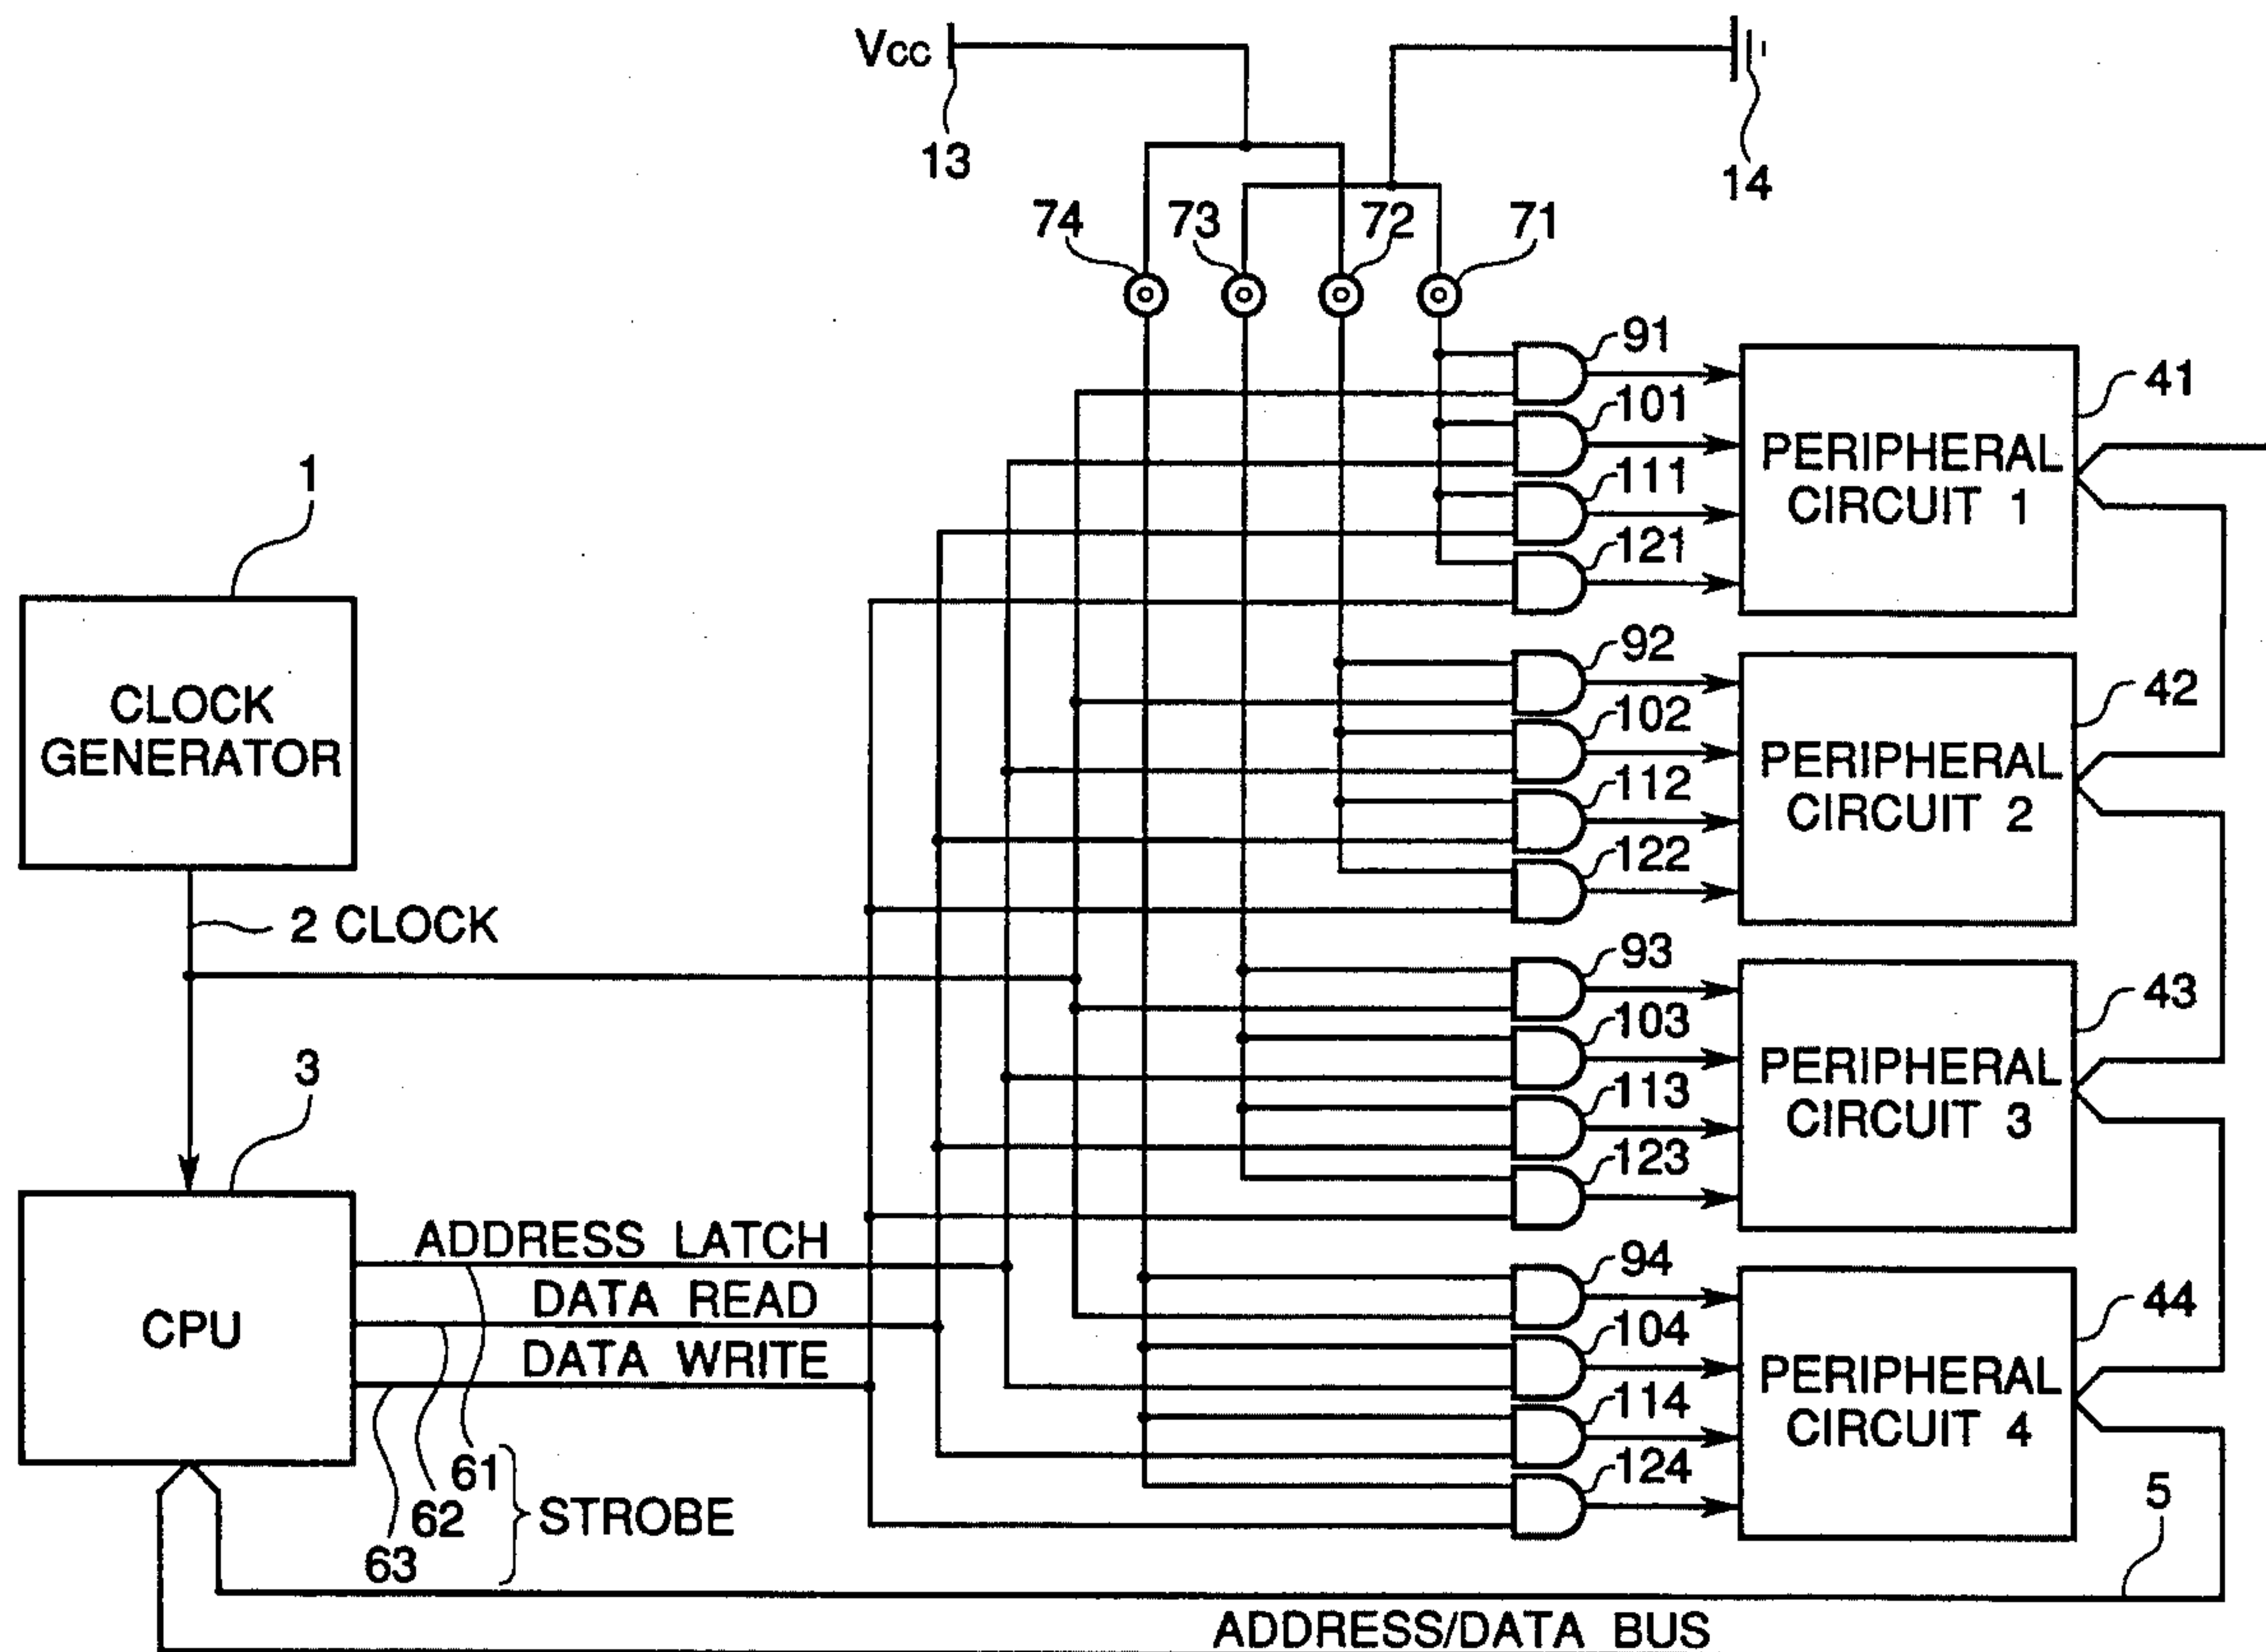 Vcc
13
14
74
73
72
71
91
101
111
121
PERIPHERAL
CIRCUIT 1
41
1
CLOCK
GENERATOR
2 CLOCK
92
102
112
122
PERIPHERAL
CIRCUIT 2
42
93
103
113
123
PERIPHERAL
CIRCUIT 3
43
3
CPU
ADDRESS LATCH
DATA READ
DATA WRITE
61
62
63
STROBE
94
104
114
124
PERIPHERAL
CIRCUIT 4
44
5
ADDRESS/DATA BUS